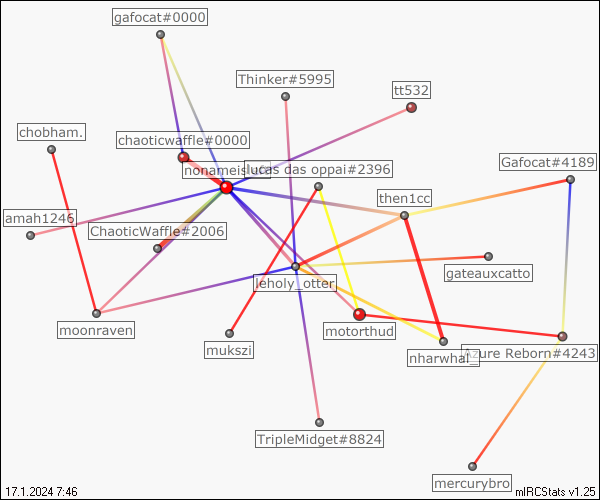 gafocat#0000
Thinker#5995
tt532
chobham.
chaoticwaffle#0000
lucas das oppai#2396
Gafocat#4189
then1cc
amah1246
ChaoticWaffle#2006
gateauxcatto
leholy_otter
moonraven
motorthud
mukszi
nharwhal_
Azure Reborn#4243
TripleMidget#8824
mercurybro
17.1.2024 7:46
mIRCStats v1.25